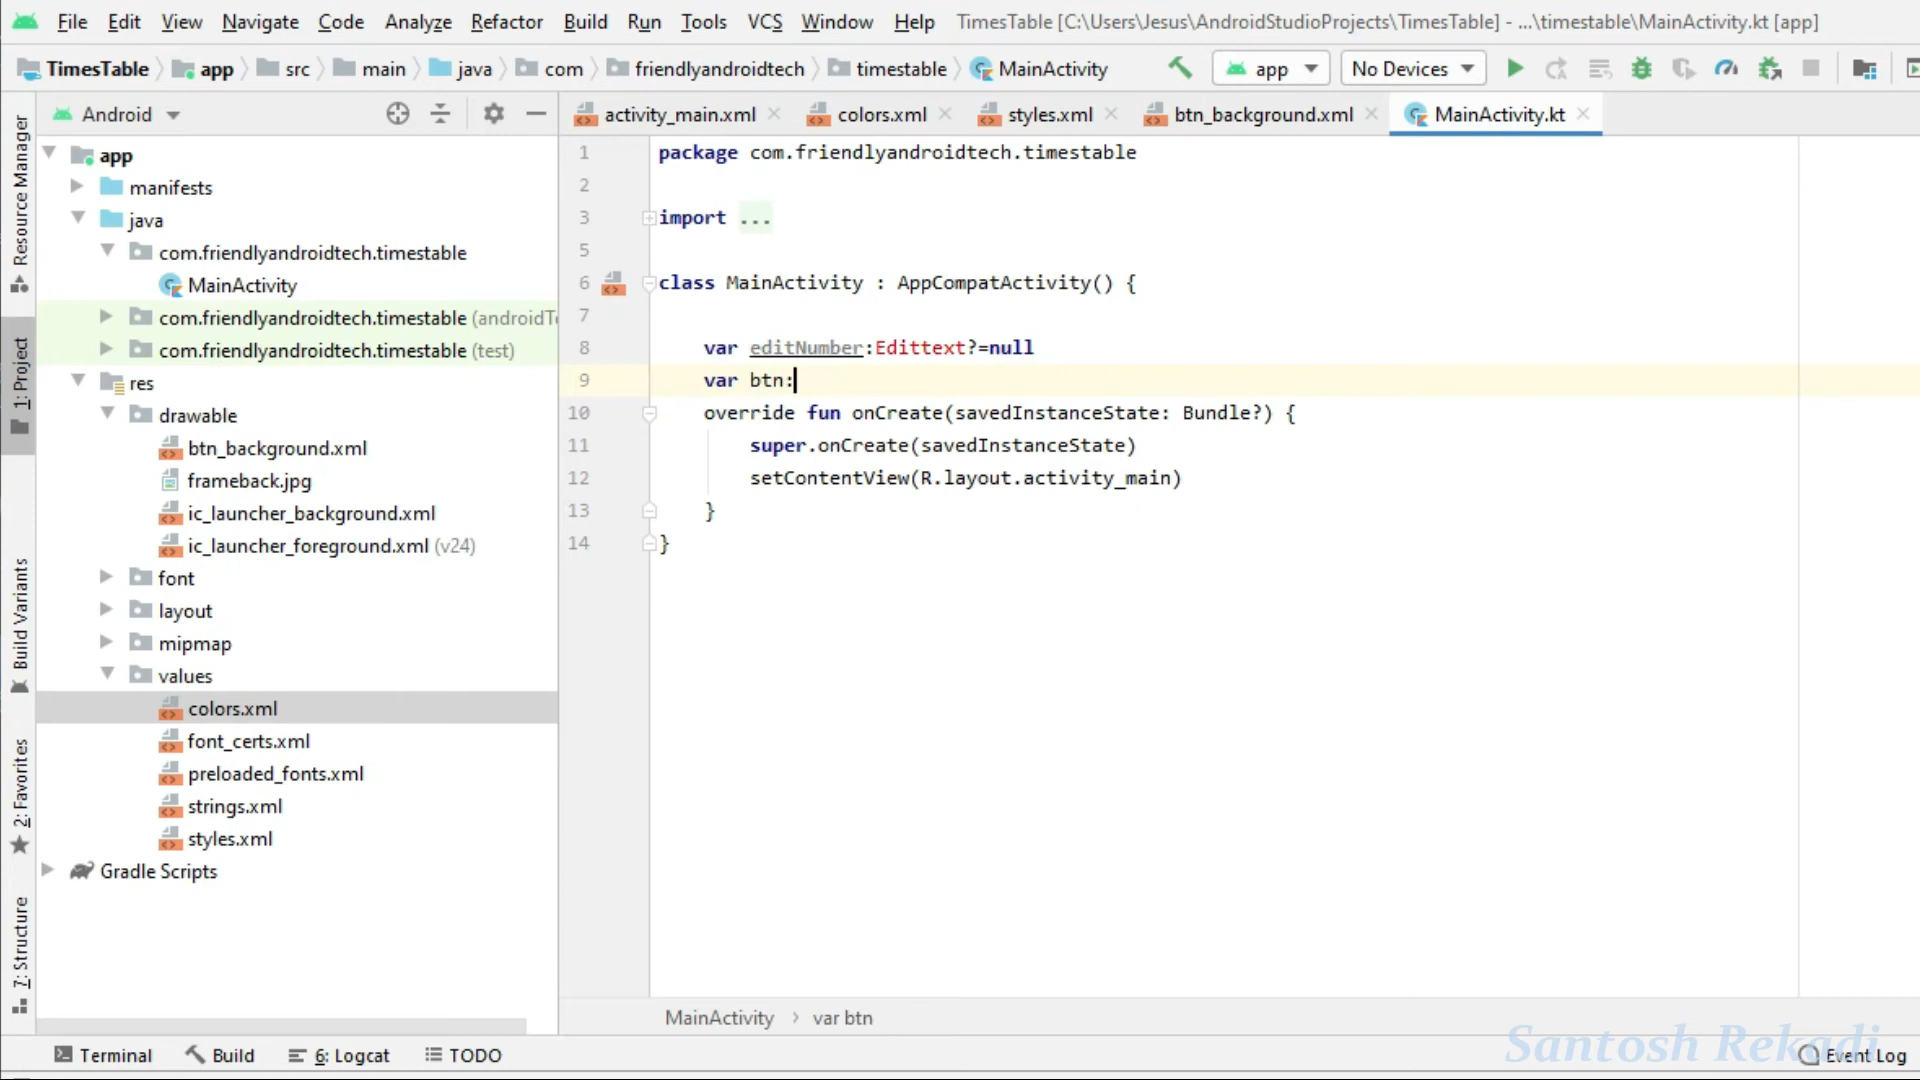 File Edit View Navigate Code Analyze Refactor Build Run Tools VCS Window Help TimesTable [C:\Users\Jesus\AndroidStudioProjects\TimesTable] - ...\timestable\MainActivity.kt [app]
TimesTable app src main java com friendlyandroidtech timestable MainActivity app No Devices
Android
activity_main.xml colors.xml styles.xml btn_background.xml MainActivity.kt
Resource Manager
1: Project
Build Variants
2: Favorites
7: Structure
app
manifests
java
com.friendlyandroidtech.timestable
MainActivity
com.friendlyandroidtech.timestable (androidTe
com.friendlyandroidtech.timestable (test)
res
drawable
btn_background.xml
frameback.jpg
ic_launcher_background.xml
ic_launcher_foreground.xml (v24)
font
layout
mipmap
values
colors.xml
font_certs.xml
preloaded_fonts.xml
strings.xml
styles.xml
Gradle Scripts
1 package com.friendlyandroidtech.timestable
2
3 import ...
5
6 class MainActivity : AppCompatActivity() {
7
8 var editNumber:Edittext?=null
9 var btn:
10 override fun onCreate(savedInstanceState: Bundle?) {
11 super.onCreate(savedInstanceState)
12 setContentView(R.layout.activity_main)
13 }
14 }
MainActivity > var btn
Terminal Build 6: Logcat TODO Event Log
Santosh Rekadi